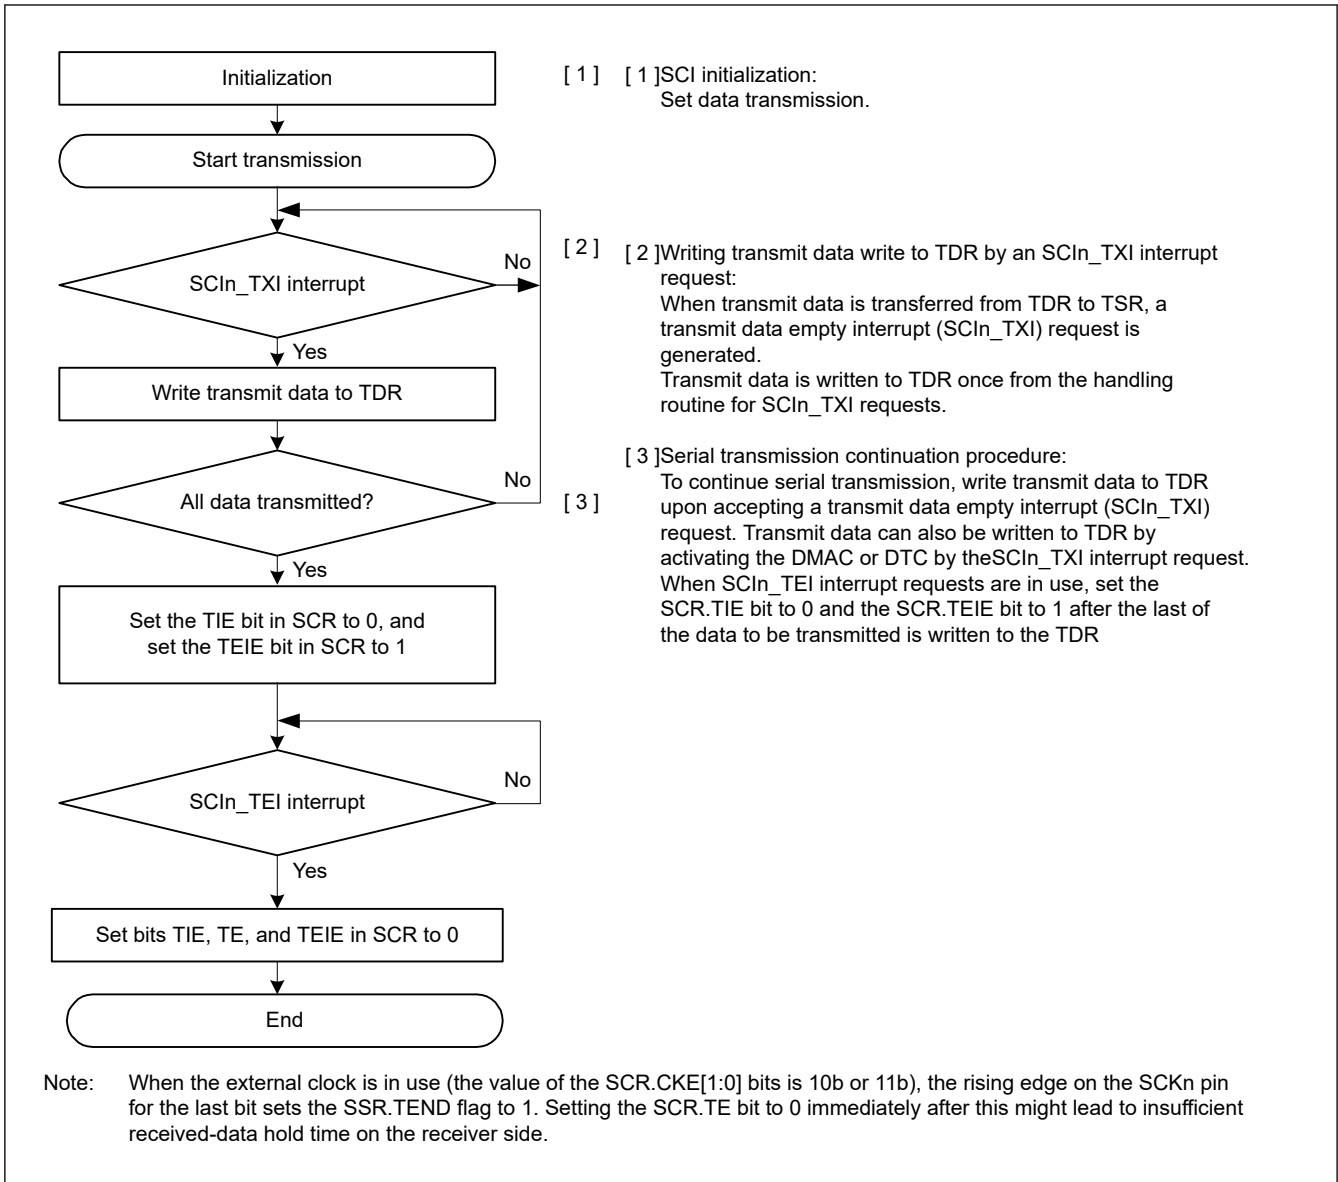 Initialization
[ 1 ]
[ 1 ]SCI initialization:
Set data transmission.
Start transmission
SCIn_TXI interrupt
No
Yes
[ 2 ]
[ 2 ]Writing transmit data write to TDR by an SCIn_TXI interrupt
request:
When transmit data is transferred from TDR to TSR, a
transmit data empty interrupt (SCIn_TXI) request is
generated.
Transmit data is written to TDR once from the handling
routine for SCIn_TXI requests.
Write transmit data to TDR
All data transmitted?
No
Yes
[ 3 ]
[ 3 ]Serial transmission continuation procedure:
To continue serial transmission, write transmit data to TDR
upon accepting a transmit data empty interrupt (SCIn_TXI)
request. Transmit data can also be written to TDR by
activating the DMAC or DTC by theSCIn_TXI interrupt request.
When SCIn_TEI interrupt requests are in use, set the
SCR.TIE bit to 0 and the SCR.TEIE bit to 1 after the last of
the data to be transmitted is written to the TDR
Set the TIE bit in SCR to 0, and
set the TEIE bit in SCR to 1
SCIn_TEI interrupt
No
Yes
Set bits TIE, TE, and TEIE in SCR to 0
End
Note: When the external clock is in use (the value of the SCR.CKE[1:0] bits is 10b or 11b), the rising edge on the SCKn pin
for the last bit sets the SSR.TEND flag to 1. Setting the SCR.TE bit to 0 immediately after this might lead to insufficient
received-data hold time on the receiver side.